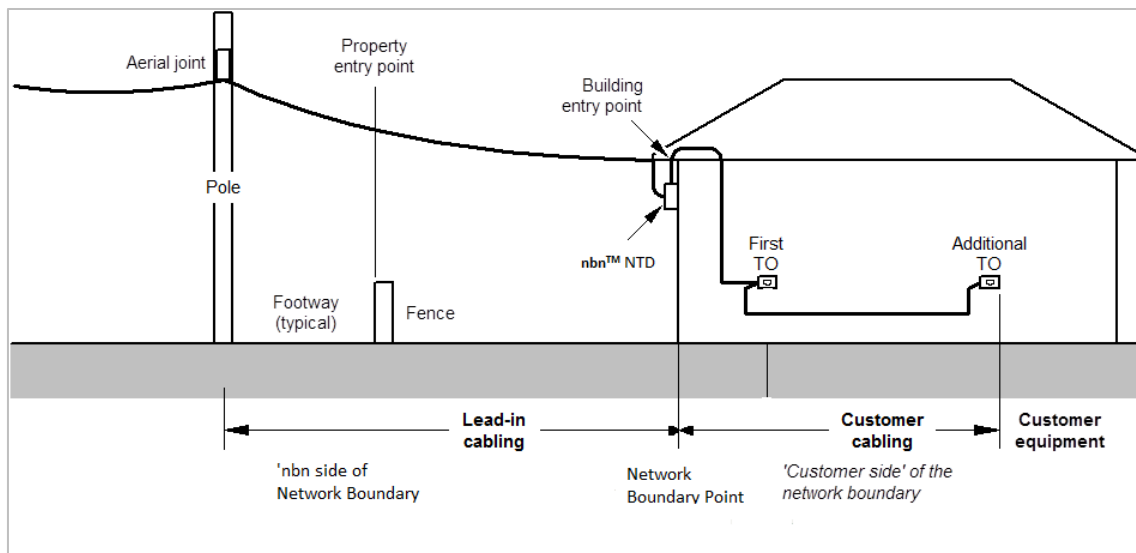 Aerial joint
Property
entry point
Building
entry point
Pole
nbn™ NTD
First
TO
Additional
TO
Footway
(typical)
Fence
Lead-in
cabling
Customer
cabling
Customer
equipment
'nbn side of
Network Boundary
Network
Boundary Point
'Customer side' of the
network boundary